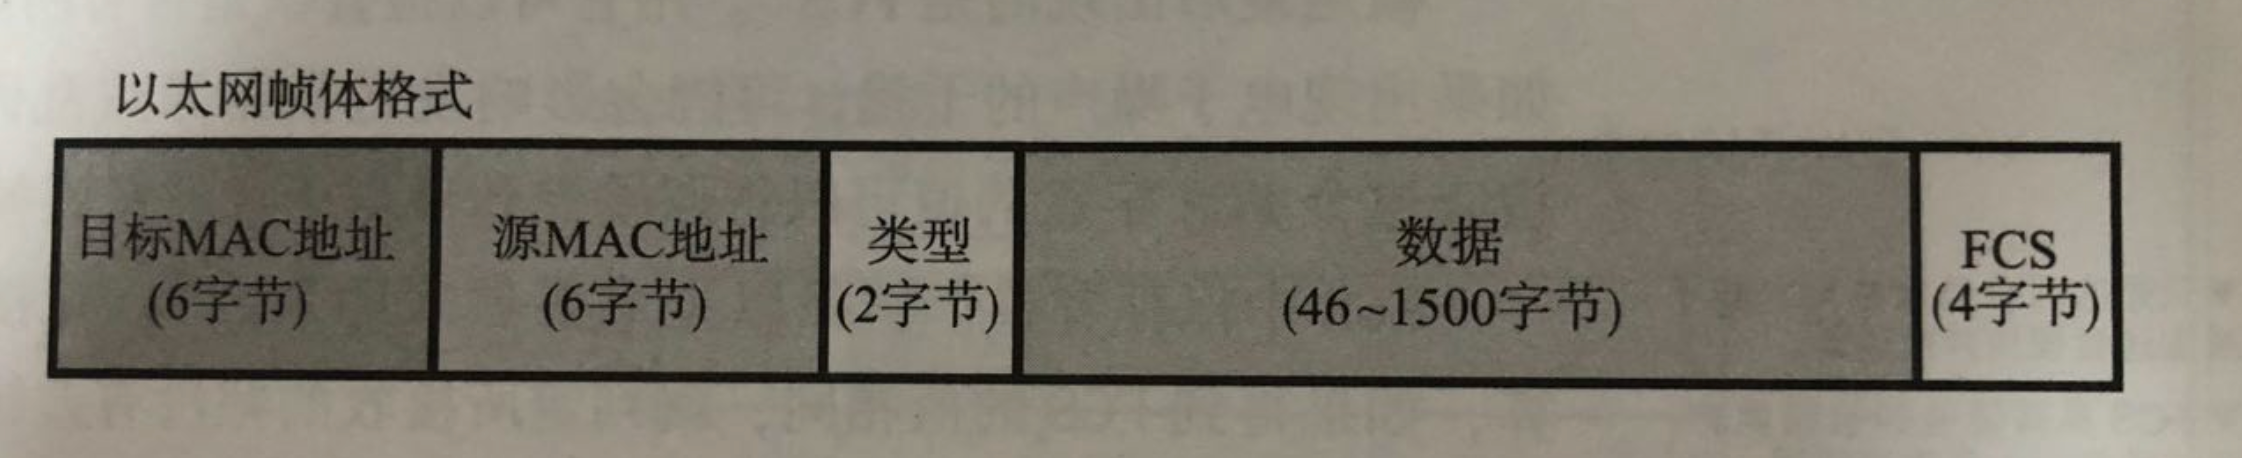 以太网帧体格式
目标MAC地址
(6字节)
源MAC地址
(6字节)
类型
(2字节)
数据
(46~1500字节)
FCS
(4字节)